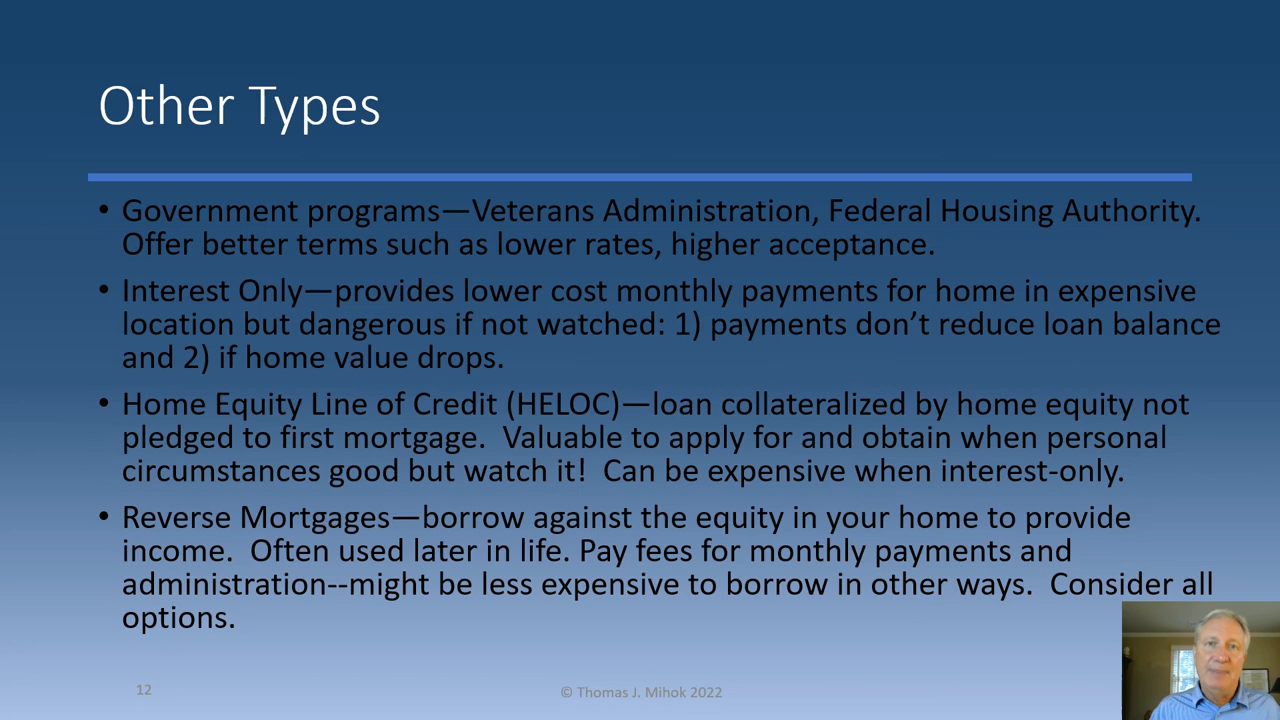 Other Types
• Government programs—Veterans Administration, Federal Housing Authority.
Offer better terms such as lower rates, higher acceptance.
• Interest Only—provides lower cost monthly payments for home in expensive
location but dangerous if not watched: 1) payments don’t reduce loan balance
and 2) if home value drops.
• Home Equity Line of Credit (HELOC)—loan collateralized by home equity not
pledged to first mortgage.  Valuable to apply for and obtain when personal
circumstances good but watch it!  Can be expensive when interest-only.
• Reverse Mortgages—borrow against the equity in your home to provide
income.  Often used later in life. Pay fees for monthly payments and
administration--might be less expensive to borrow in other ways.  Consider all
options.
12
© Thomas J. Mihok 2022